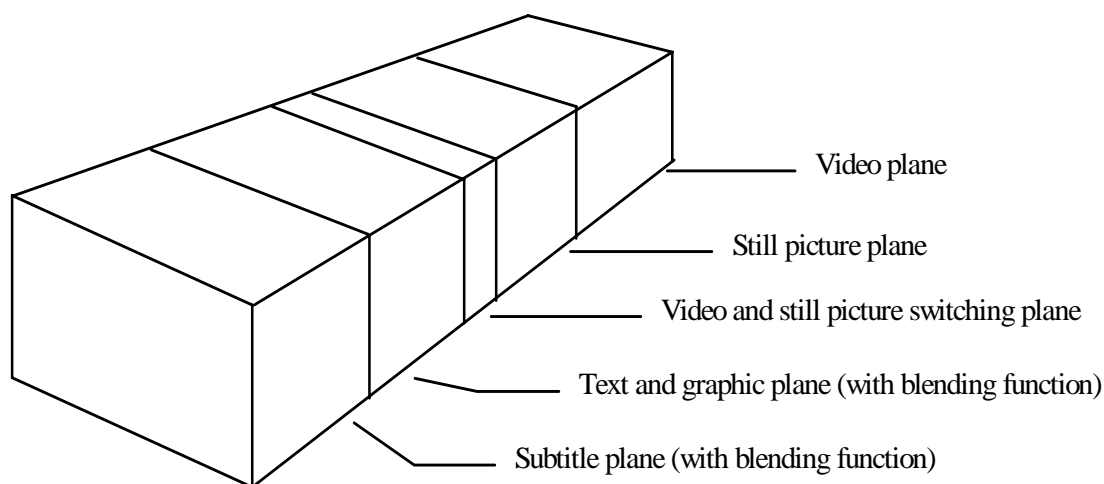 Video plane
Still picture plane
Video and still picture switching plane
Text and graphic plane (with blending function)
Subtitle plane (with blending function)